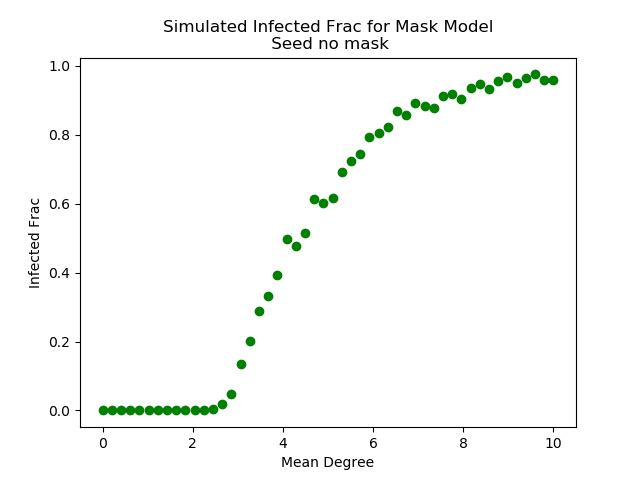 Simulated Infected Frac for Mask Model
Seed no mask
1.0
0.8
0.6
0.4
0.2
0.0
Infected Frac
0 2 4 6 8 10
Mean Degree